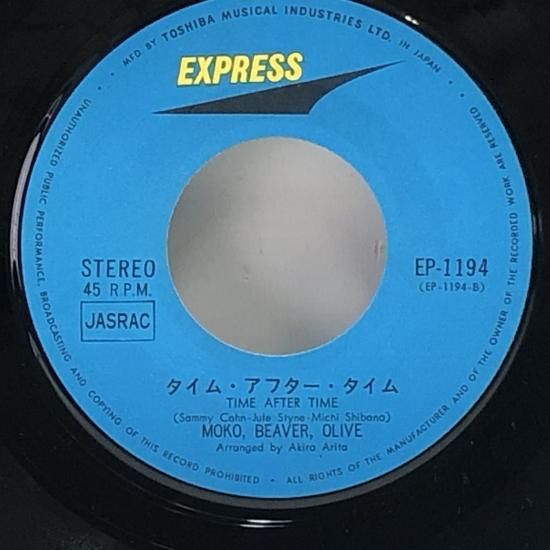 MFD BY TOSHIBA MUSICAL INDUSTRIES LTD. IN JAPAN
EXPRESS
STEREO
45 R.P.M.
JASRAC
EP-1194
(EP-1194-B)
タイム・アフター・タイム
TIME AFTER TIME
(Sammy Cahn-Jule Styne-Michi Shibano)
MOKO, BEAVER, OLIVE
Arranged by Akira Arita
UNAUTHORIZED PUBLIC PERFORMANCE, BROADCASTING AND COPYING OF THIS RECORD PROHIBITED • ALL RIGHTS OF THE MANUFACTURER AND OF THE OWNER OF THE RECORDED WORK ARE RESERVED